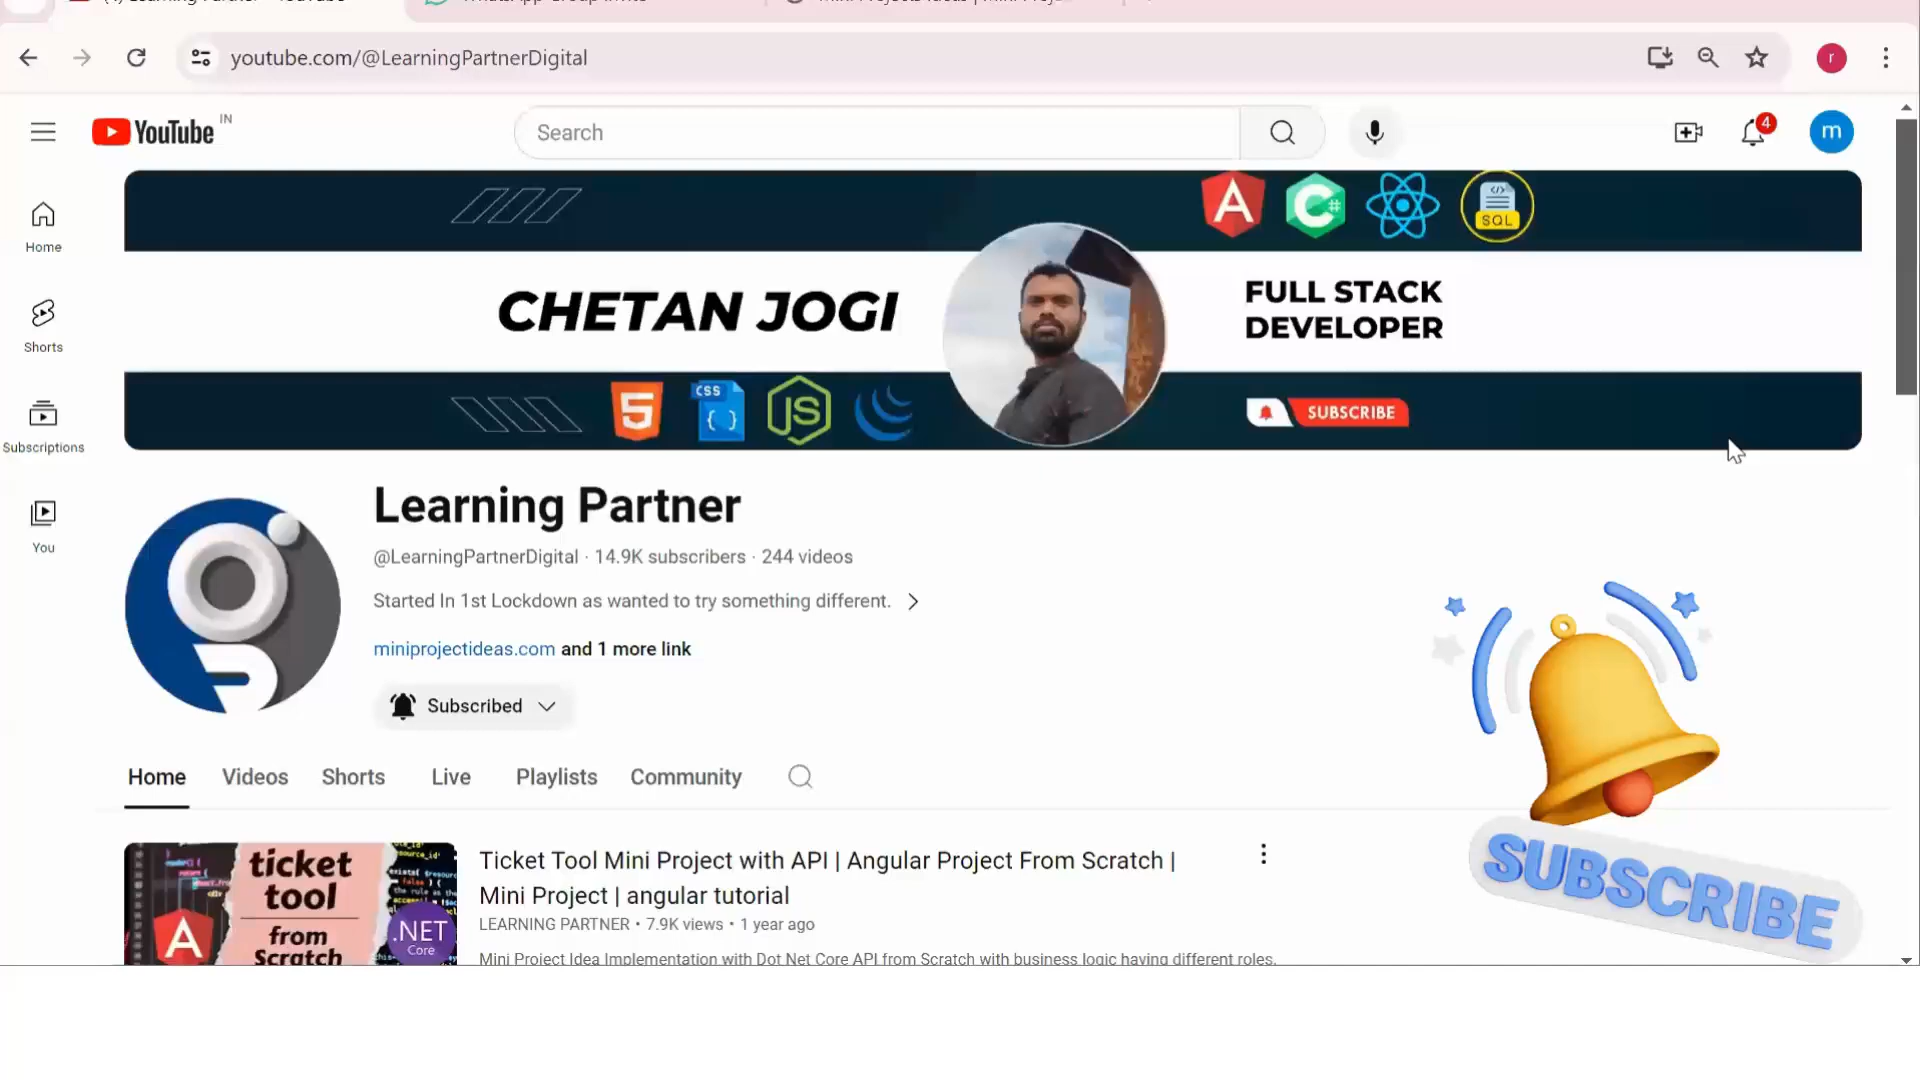 youtube.com/@LearningPartnerDigital
r
YouTube IN
Search
4
m
Home
Shorts
Subscriptions
You
SQL
CHETAN JOGI
FULL STACK
DEVELOPER
CSS
JS
SUBSCRIBE
Learning Partner
@LearningPartnerDigital · 14.9K subscribers · 244 videos
Started In 1st Lockdown as wanted to try something different.
miniprojectideas.com and 1 more link
Subscribed
Home Videos Shorts Live Playlists Community
ticket
tool
from
Scratch
.NET
Core
Ticket Tool Mini Project with API | Angular Project From Scratch |
Mini Project | angular tutorial
LEARNING PARTNER • 7.9K views • 1 year ago
Mini Project Idea Implementation with Dot Net Core API from Scratch with business logic having different roles.
SUBSCRIBE